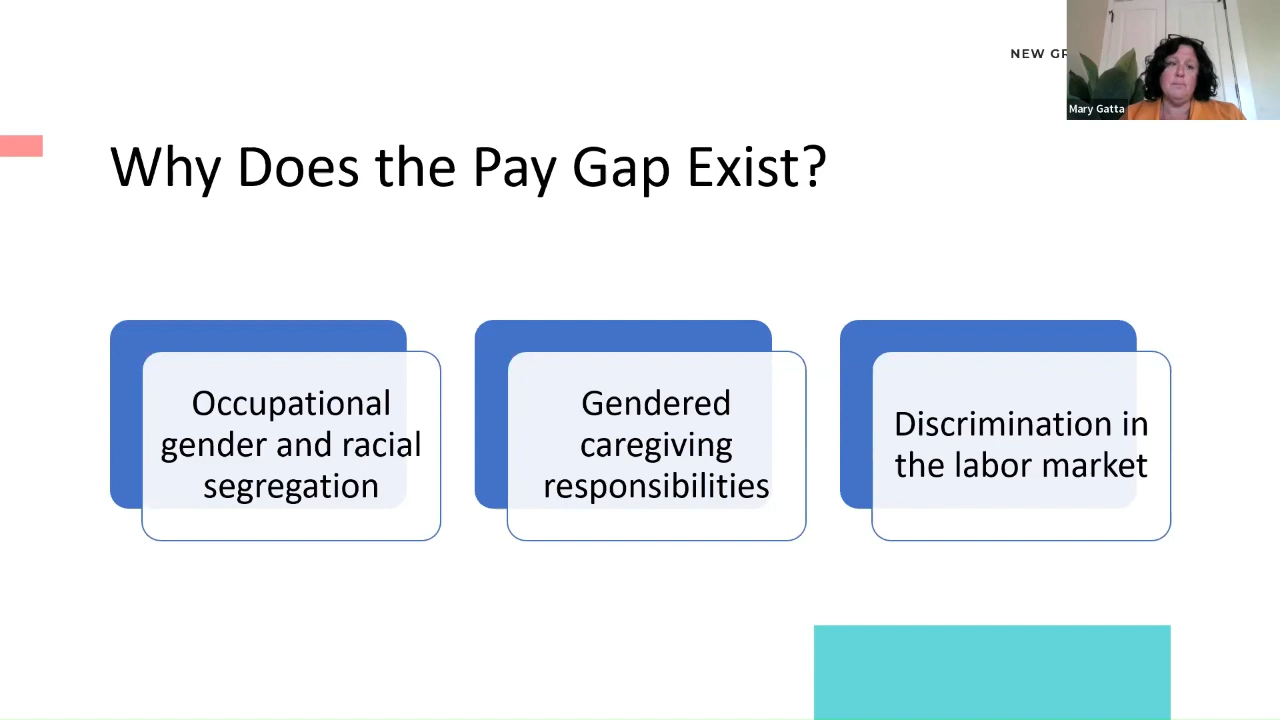 NEW
Mary Gatta
Why Does the Pay Gap Exist?
Occupational
gender and racial
segregation
Gendered
caregiving
responsibilities
Discrimination in
the labor market